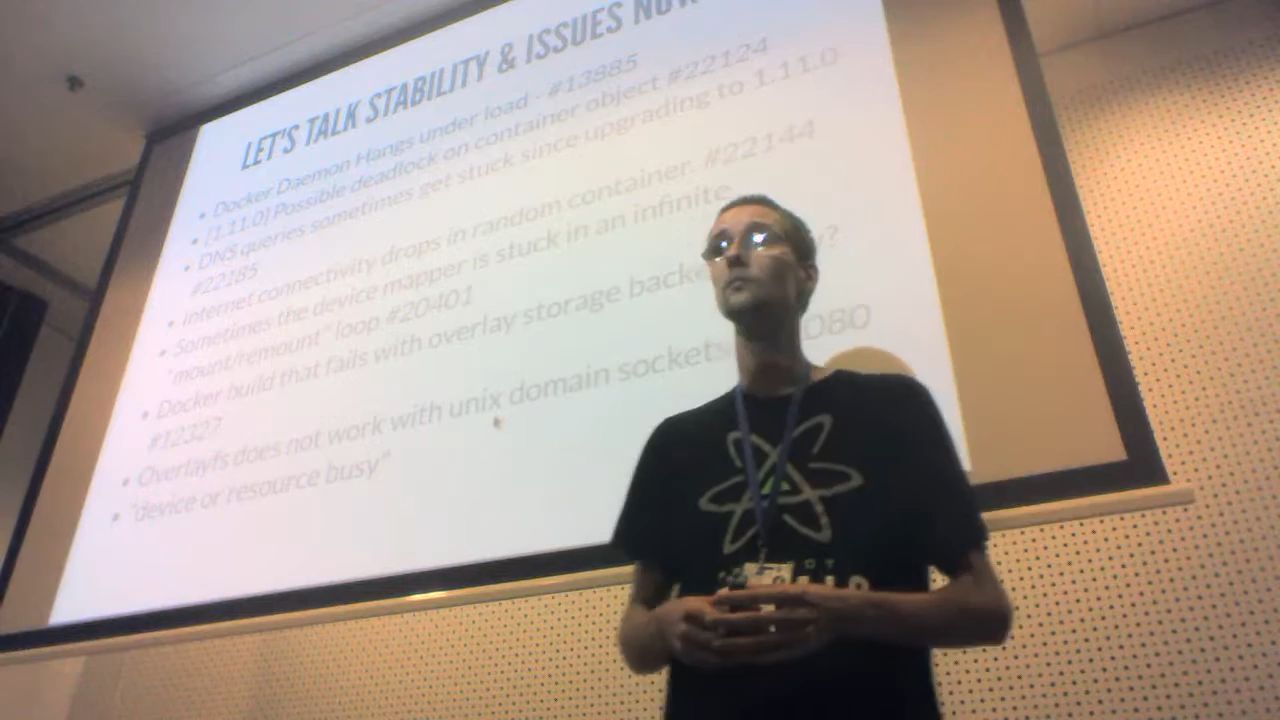 LET'S TALK STABILITY & ISSUES NOW
• Docker Daemon Hangs under load - #13885
• [1.11.0] Possible deadlock on container object #22124
• DNS queries sometimes get stuck since upgrading to 1.11.0
#22185
• Internet connectivity drops in random container. #22144
• Sometimes the device mapper is stuck in an infinite
"mount/remount" loop #20401
• Docker build that fails with overlay storage
#12327
• Overlayfs does not work with unix domain sockets 080
• "device or resource busy"